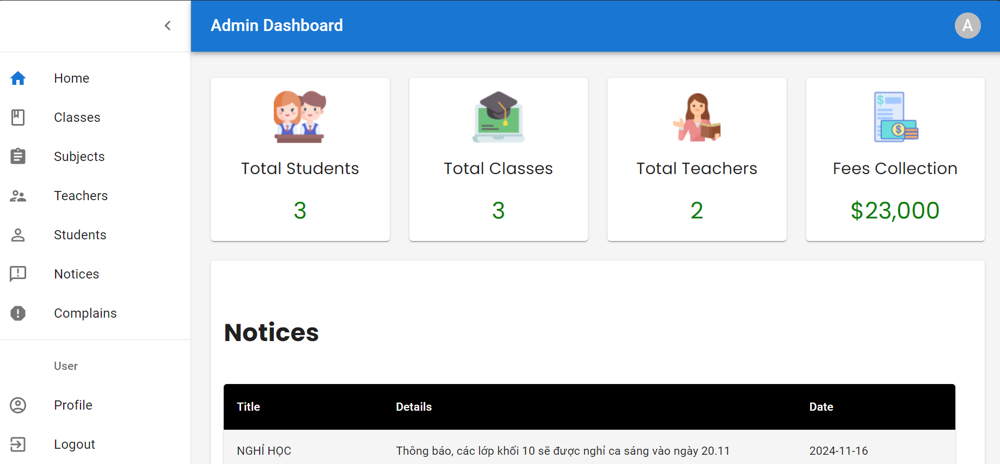 Admin Dashboard
A
Home
Classes
Subjects
Teachers
Students
Notices
Complains
User
Profile
Logout
Total Students
3
Total Classes
3
Total Teachers
2
Fees Collection
$23,000
Notices
Title Details Date
NGHỈ HỌC Thông báo, các lớp khối 10 sẽ được nghỉ ca sáng vào ngày 20.11 2024-11-16